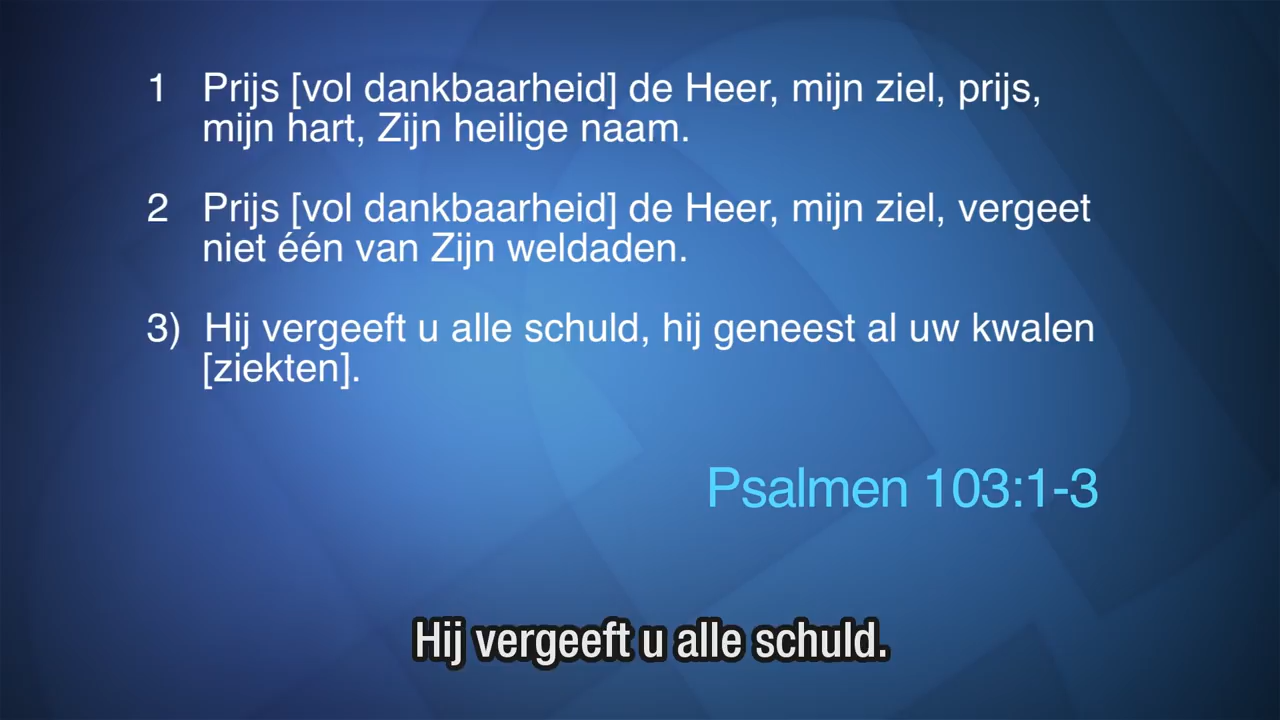 1 Prijs [vol dankbaarheid] de Heer, mijn ziel, prijs,
mijn hart, Zijn heilige naam.
2 Prijs [vol dankbaarheid] de Heer, mijn ziel, vergeet
niet één van Zijn weldaden.
3) Hij vergeeft u alle schuld, hij geneest al uw kwalen
[ziekten].
Psalmen 103:1-3
Hij vergeeft u alle schuld.